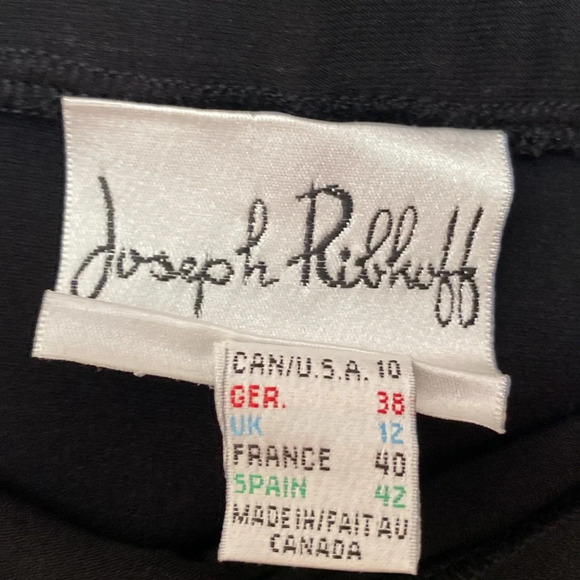 Joseph Ribkoff
CAN/U.S.A. 10
GER. 38
UK 12
FRANCE 40
SPAIN 42
MADE IN/FAIT AU
CANADA